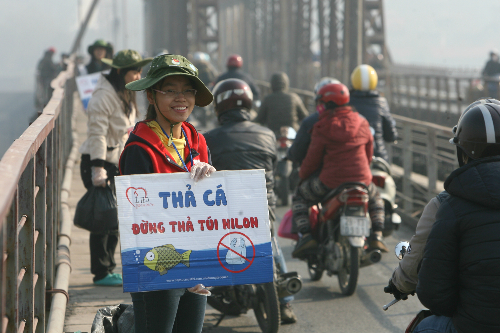 THẢ CÁ
ĐỪNG THẢ TÚI NILON